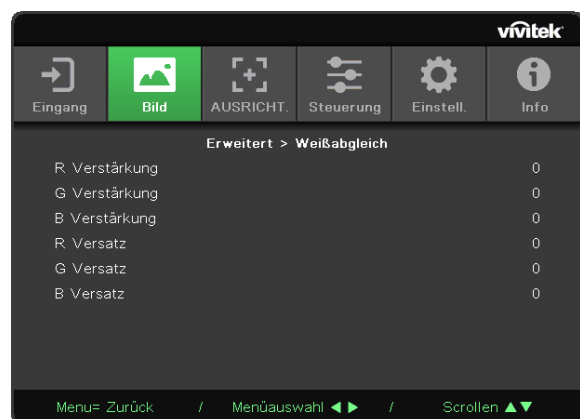 vivitek
Eingang Bild AUSRICHT. Steuerung Einstell. Info
Erweitert > Weißabgleich
R Verstärkung 0
G Verstärkung 0
B Verstärkung 0
R Versatz 0
G Versatz 0
B Versatz 0
Menu= Zurück / Menüauswahl ◀ ▶ / Scrollen ▲▼